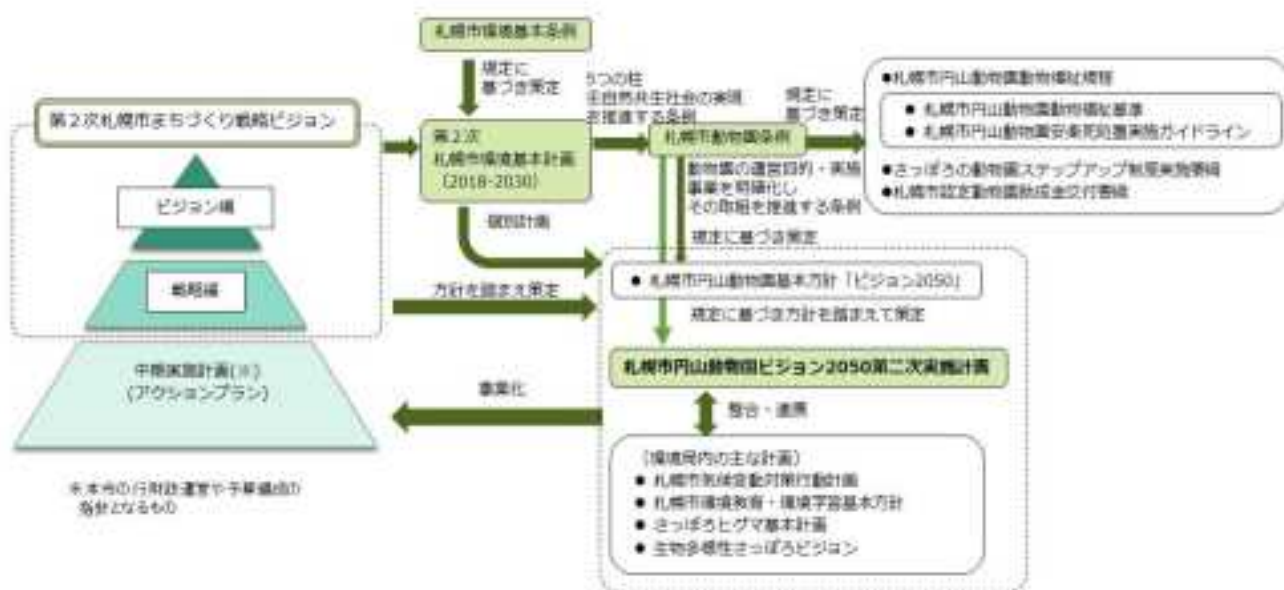 札幌市環境基本条例
規定に
基づき策定
第2次札幌市まちづくり戦略ビジョン
ビジョン編
戦略編
中期実施計画(※)
(アクションプラン)
※本市の行財政運営や予算編成の
指針となるもの
第2次
札幌市環境基本計画
(2018-2030)
5つの柱
自然共生社会の実現
を推進する条例
札幌市動物園条例
規定に
基づき策定
●札幌市円山動物園動物福祉規程
● 札幌市円山動物園動物福祉基準
● 札幌市円山動物園安楽死処置実施ガイドライン
●さっぽろの動物園ステップアップ制度実施要綱
●札幌市認定動物園助成金交付要綱
動物園の運営目的・実施
事業を明確化し
その取組を推進する条例
個別計画
規定に基づき策定
● 札幌市円山動物園基本方針「ビジョン2050」
方針を踏まえ策定
規定に基づき方針を踏まえて策定
札幌市円山動物園ビジョン2050第二次実施計画
事業化
整合・連携
(環境局内の主な計画)
● 札幌市気候変動対策行動計画
● 札幌市環境教育・環境学習基本方針
● さっぽろヒグマ基本計画
● 生物多様性さっぽろビジョン